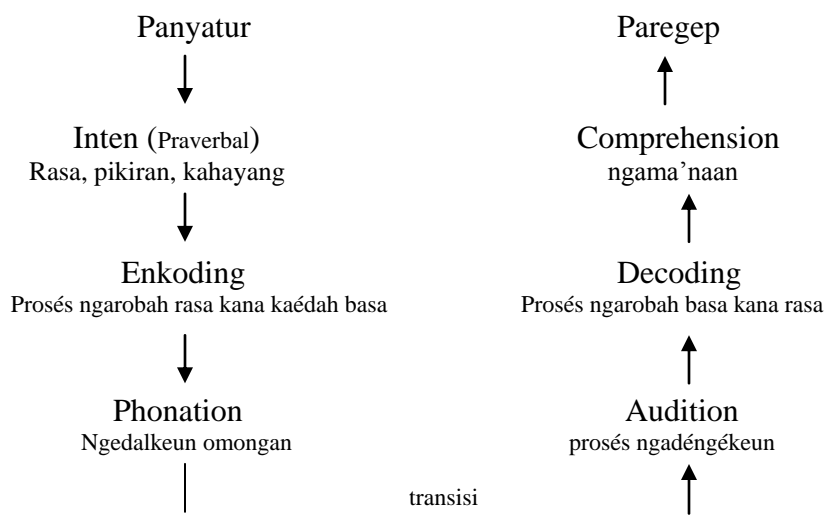 Panyatur
Inten (Praverbal)
Rasa, pikiran, kahayang
Enkoding
Prosés ngarobah rasa kana kaédah basa
Phonation
Ngedalkeun omongan
transisi
Paregep
Comprehension
ngama’naan
Decoding
Prosés ngarobah basa kana rasa
Audition
prosés ngadéngékeun